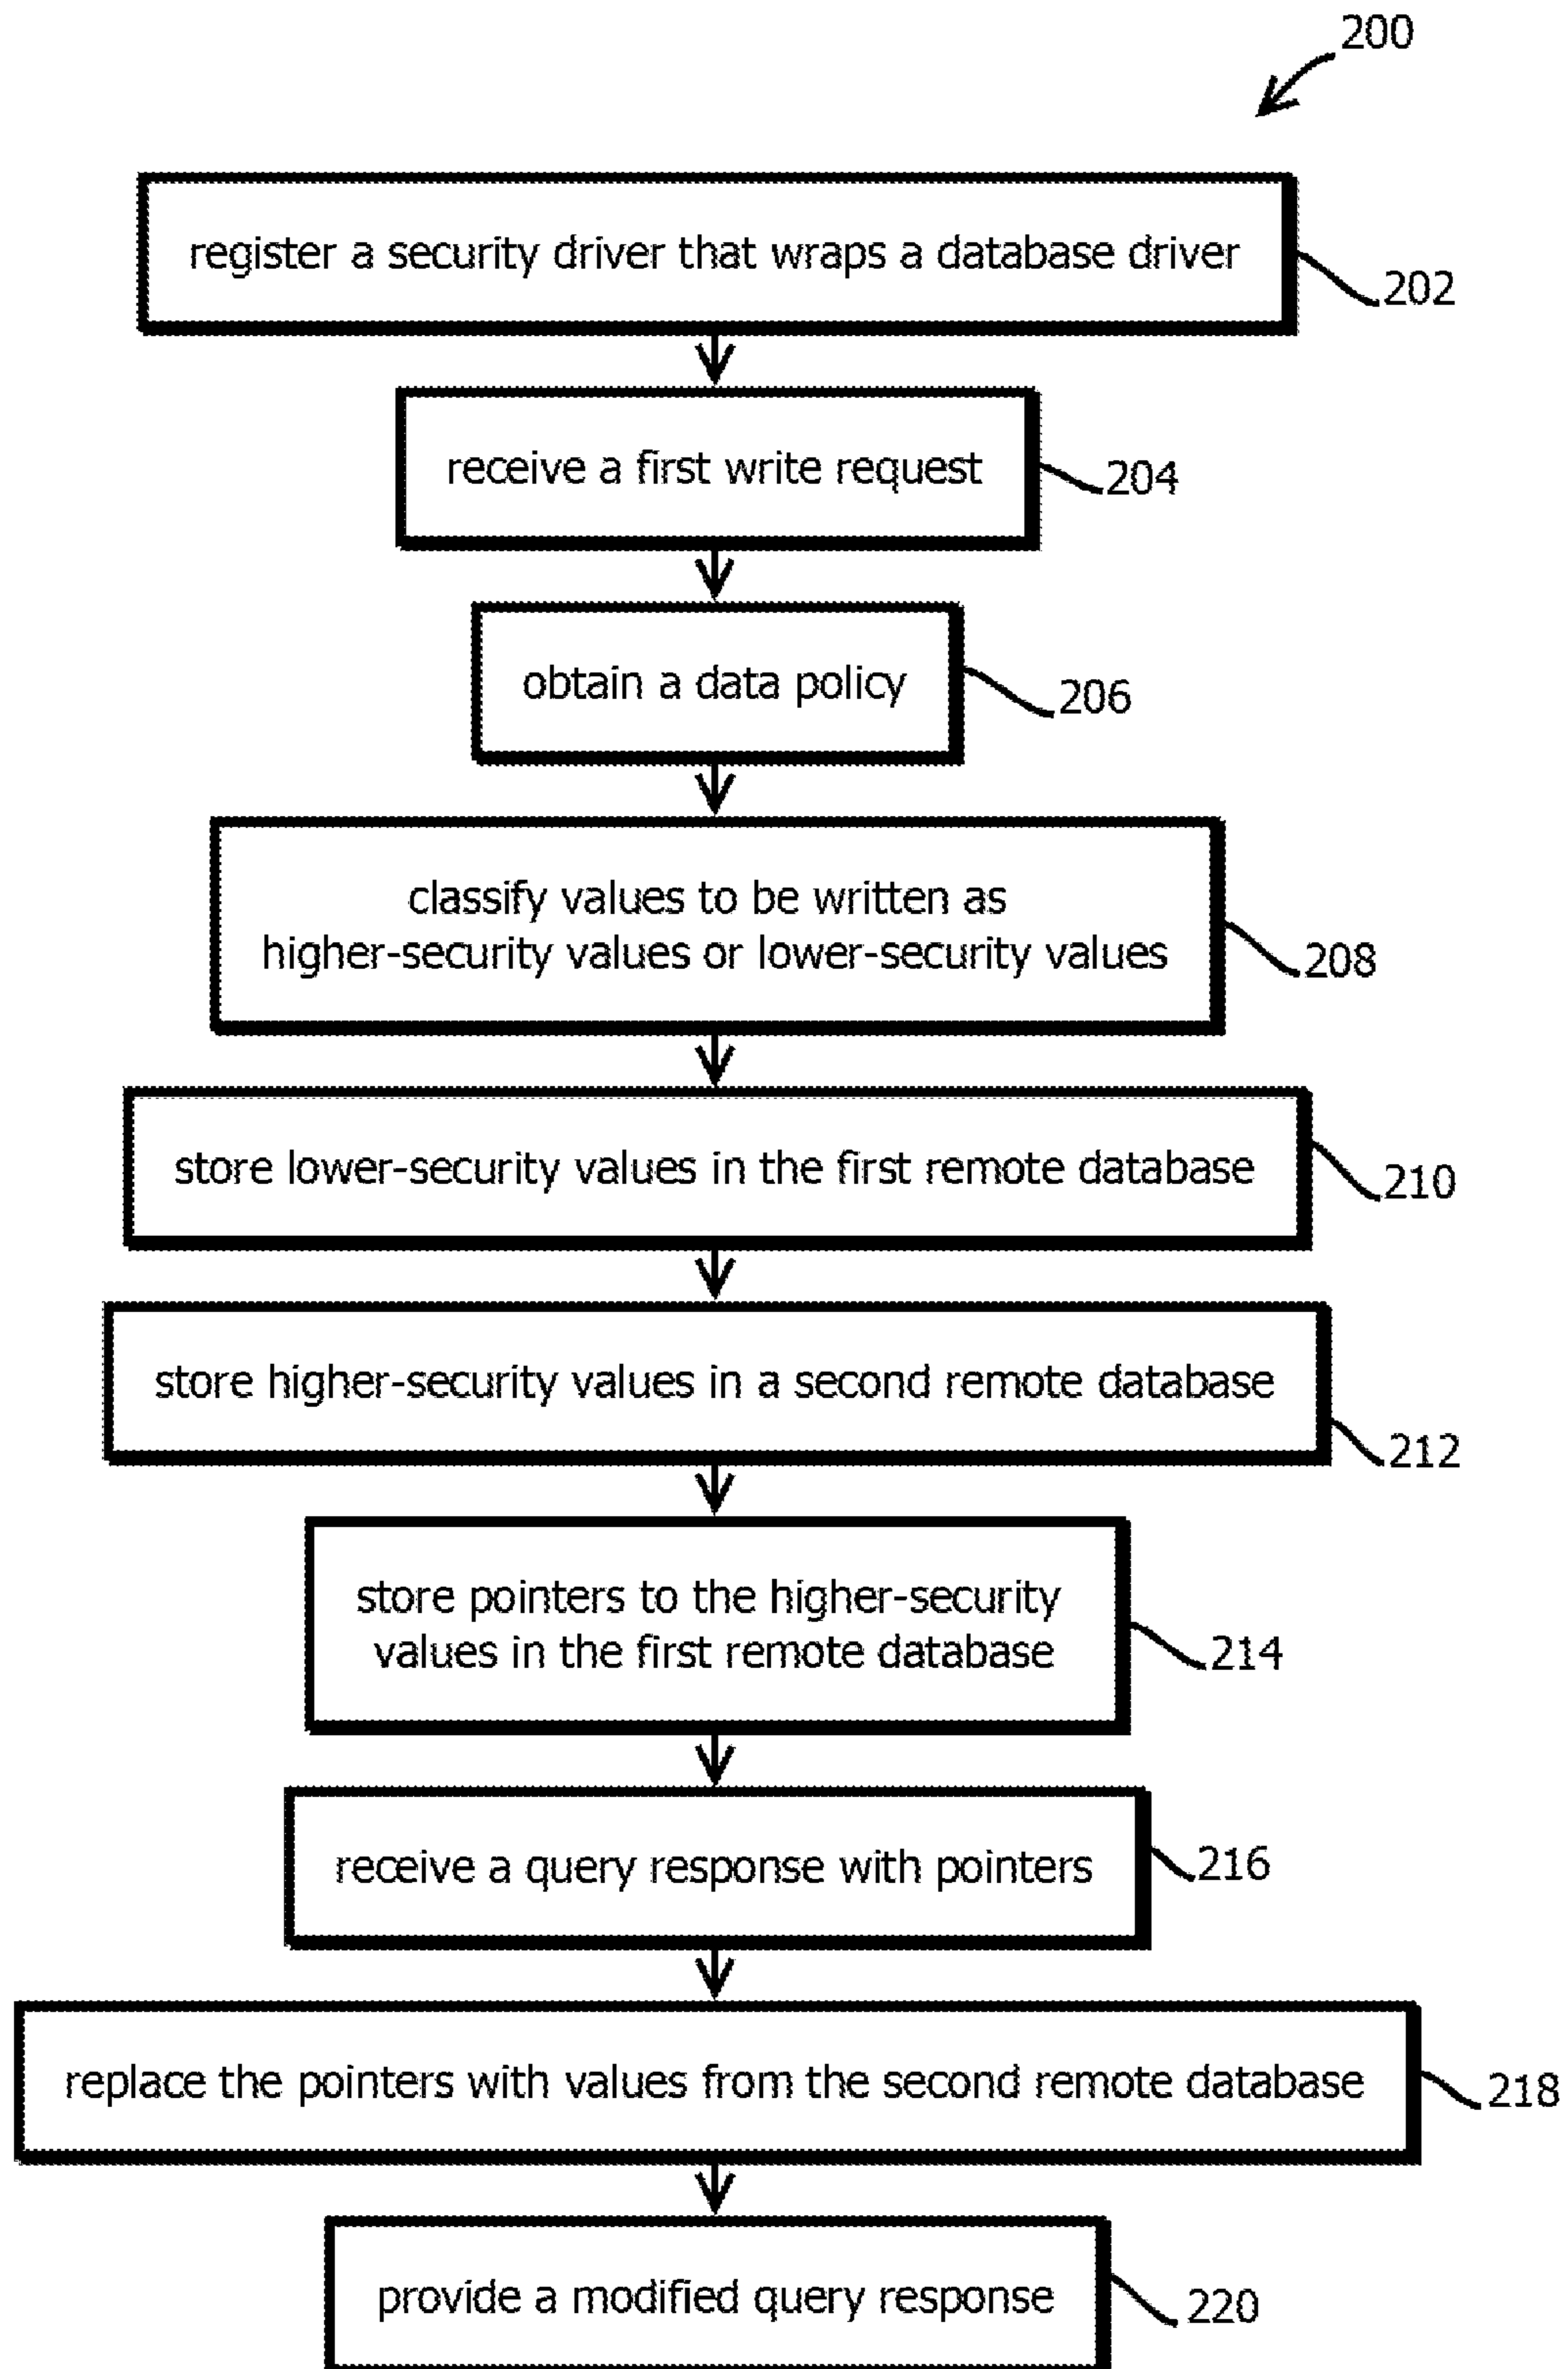 200
register a security driver that wraps a database driver
202
receive a first write request
204
obtain a data policy
206
classify values to be written as
higher-security values or lower-security values
208
store lower-security values in the first remote database
210
store higher-security values in a second remote database
212
store pointers to the higher-security
values in the first remote database
214
receive a query response with pointers
216
replace the pointers with values from the second remote database
218
provide a modified query response
220